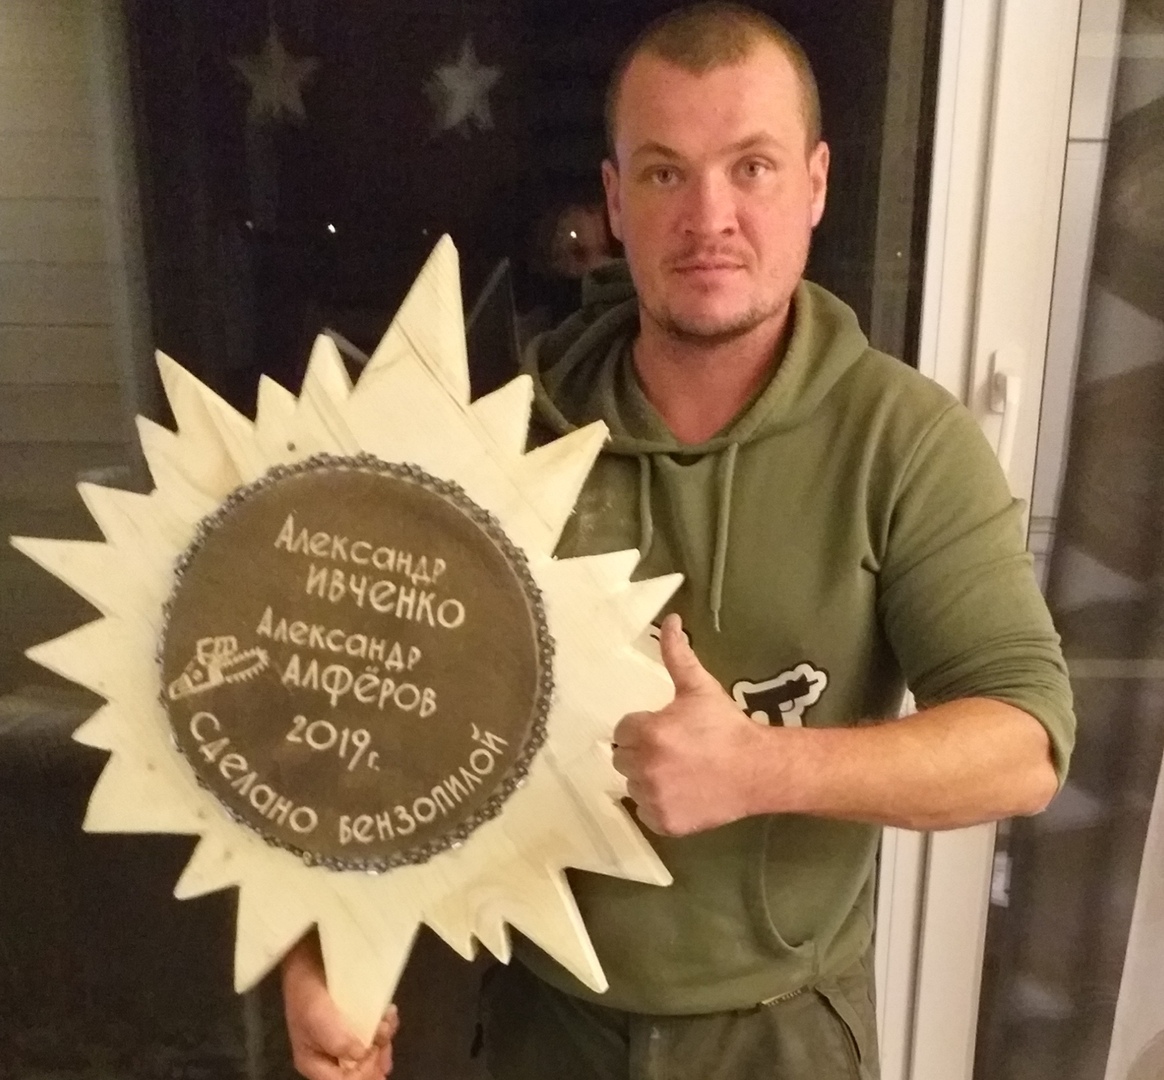 Александр
ИВЧЕНКО
Александр
АЛФЁРОВ
2019г.
Сделано бензопилой